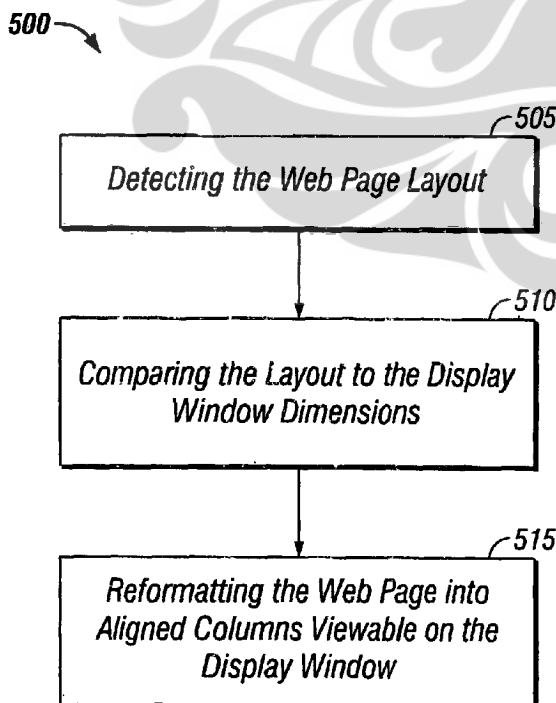 500
505
Detecting the Web Page Layout
510
Comparing the Layout to the Display
Window Dimensions
515
Reformatting the Web Page into
Aligned Columns Viewable on the
Display Window